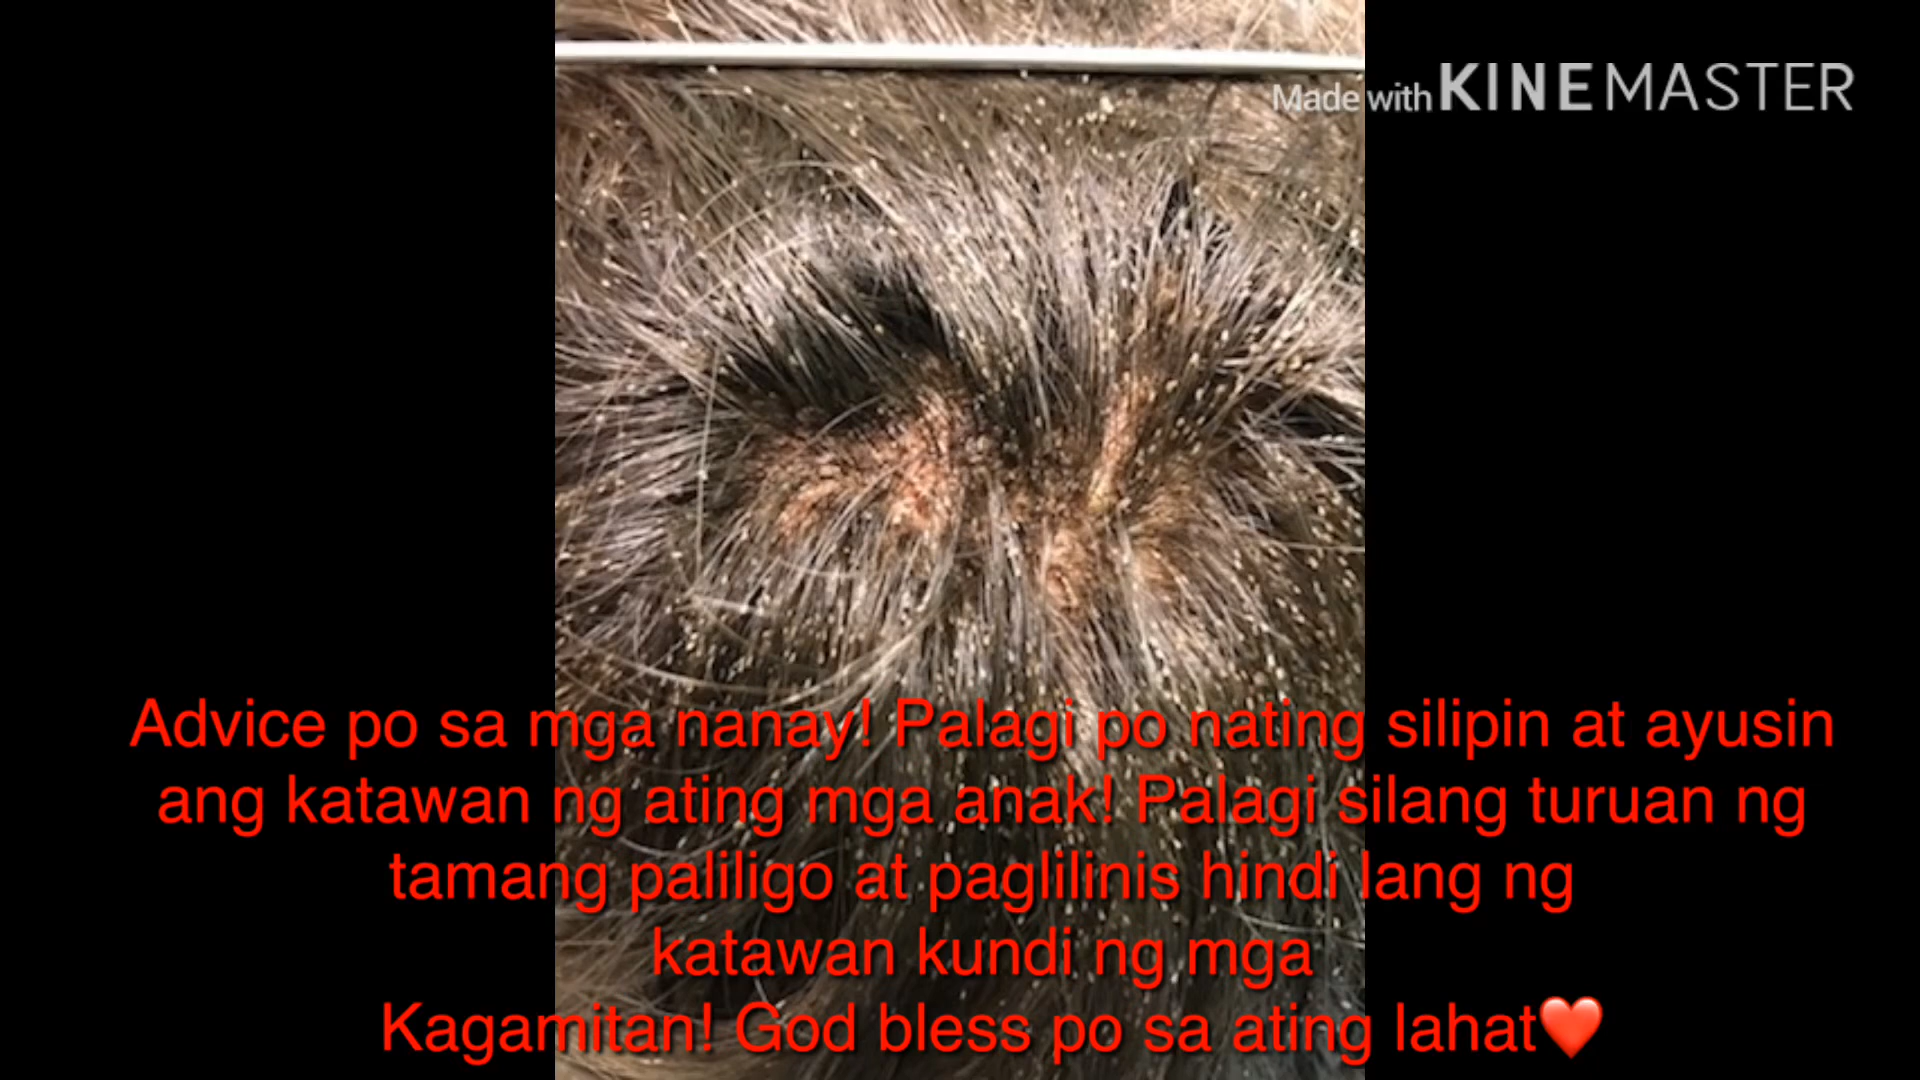 Made with KINEMASTER
Advice po sa mga nanay! Palagi po nating silipin at ayusin
ang katawan ng ating mga anak! Palagi silang turuan ng
tamang paliligo at paglilinis hindi lang ng
katawan kundi ng mga
Kagamitan! God bless po sa ating lahat❤️